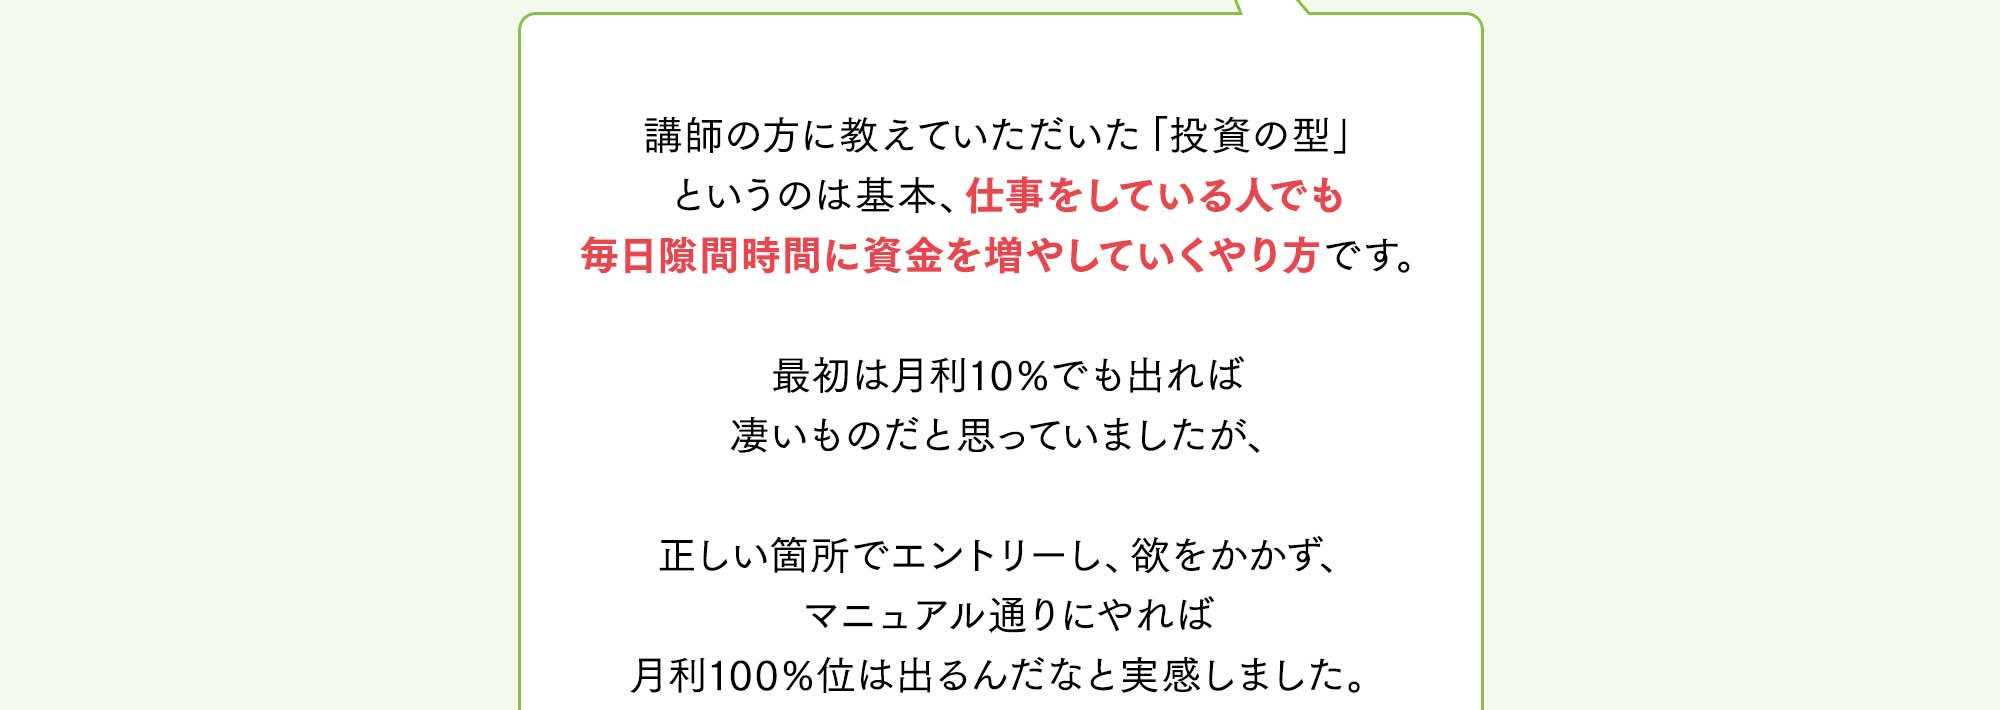 講師の方に教えていただいた「投資の型」
というのは基本、仕事をしている人でも
毎日隙間時間に資金を増やしていくやり方です。
最初は月利10%でも出れば
凄いものだと思っていましたが、
正しい箇所でエントリーし、欲をかかず、
マニュアル通りにやれば
月利100%位は出るんだなと実感しました。